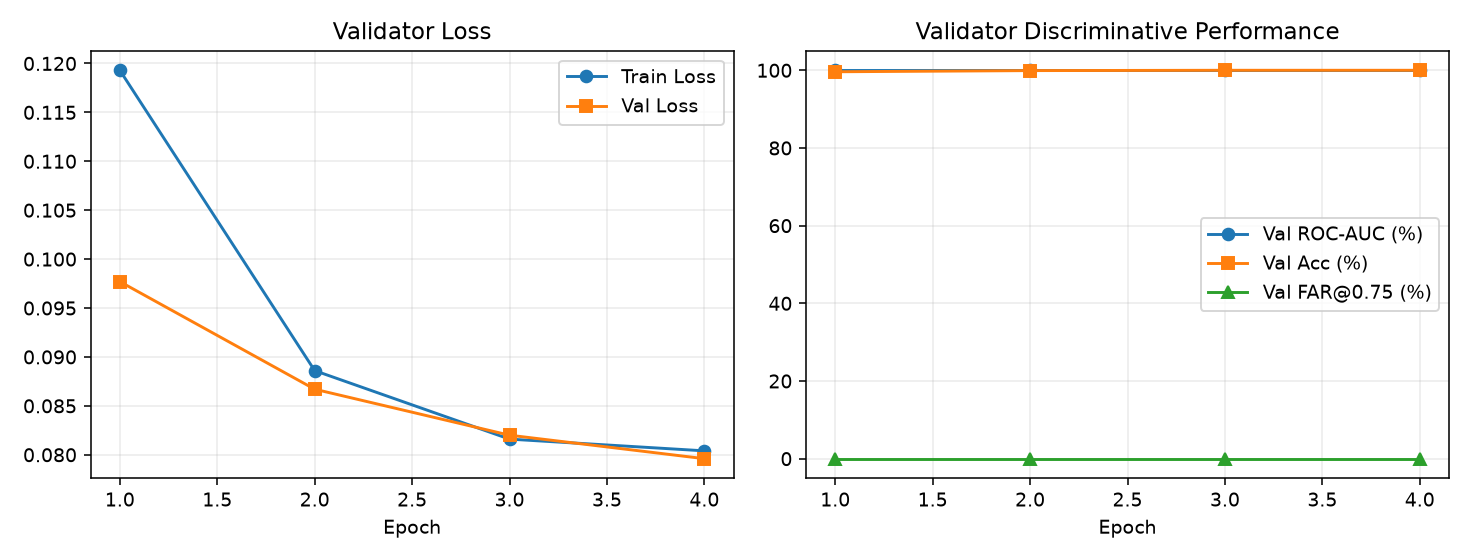 Validator Loss
0.120
0.115
0.110
0.105
0.100
0.095
0.090
0.085
0.080
1.0 1.5 2.0 2.5 3.0 3.5 4.0
Epoch
Train Loss
Val Loss
Validator Discriminative Performance
100
80
60
40
20
0
1.0 1.5 2.0 2.5 3.0 3.5 4.0
Epoch
Val ROC-AUC (%)
Val Acc (%)
Val FAR@0.75 (%)